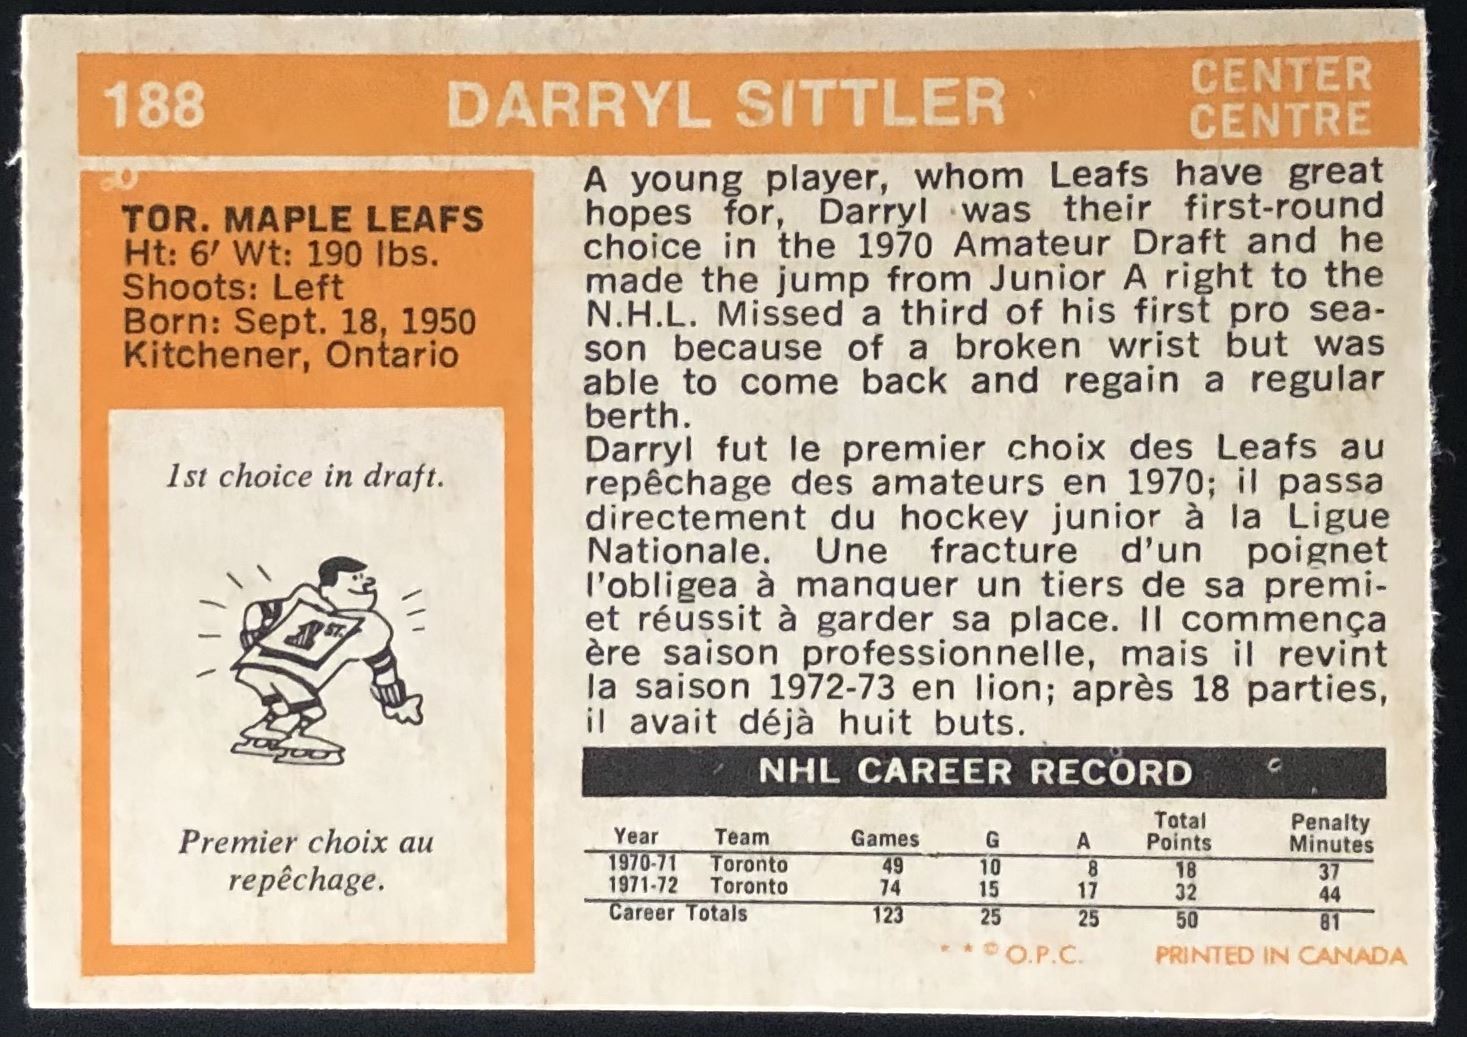 188
DARRYL SITTLER
CENTER
CENTRE
TOR. MAPLE LEAFS
Ht: 6' Wt: 190 lbs.
Shoots: Left
Born: Sept. 18, 1950
Kitchener, Ontario
1st choice in draft.
1 ST.
Premier choix au
repêchage.
A young player, whom Leafs have great
hopes for, Darryl was their first-round
choice in the 1970 Amateur Draft and he
made the jump from Junior A right to the
N.H.L. Missed a third of his first pro sea-
son because of a broken wrist but was
able to come back and regain a regular
berth.
Darryl fut le premier choix des Leafs au
repêchage des amateurs en 1970; il passa
directement du hockey junior à la Ligue
Nationale. Une fracture d'un poignet
l'obligea à manquer un tiers de sa premi-
et réussit à garder sa place. Il commença
ère saison professionnelle, mais il revint
la saison 1972-73 en lion; après 18 parties,
il avait déjà huit buts.
NHL CAREER RECORD
Year Team Games G A Total Points Penalty Minutes
1970-71 Toronto 49 10 8 18 37
1971-72 Toronto 74 15 17 32 44
Career Totals 123 25 25 50 81
* * © O.P.C. PRINTED IN CANADA